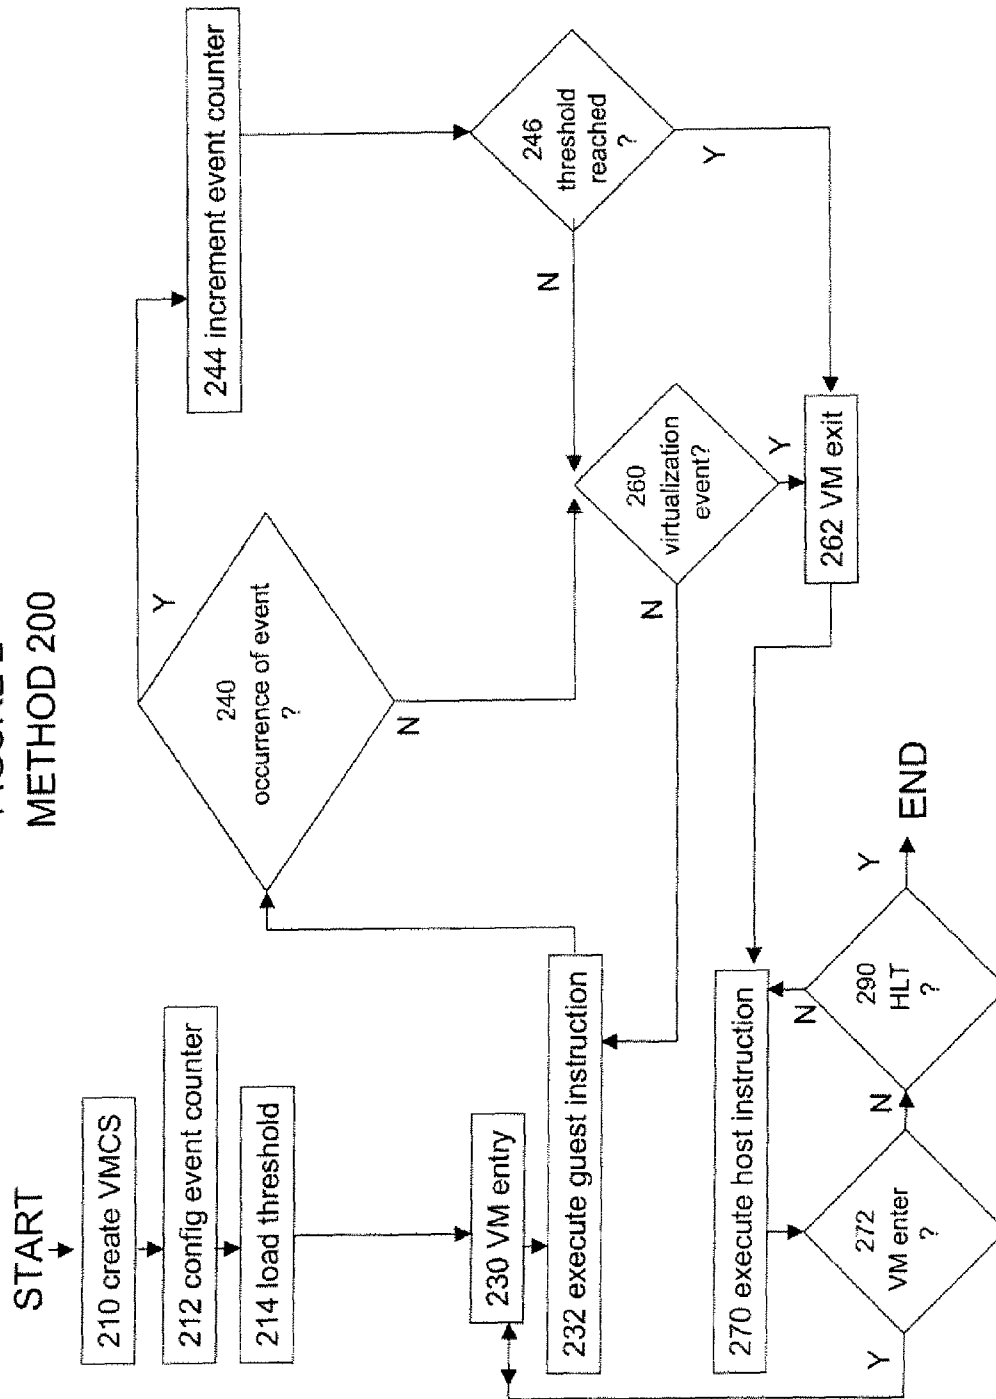 METHOD 200
START
210 create VMCS
212 config event counter
214 load threshold
230 VM entry
232 execute guest instruction
240
occurrence of event
?
Y
N
244 increment event counter
246
threshold
reached
?
N
Y
260
virtualization
event?
N
Y
262 VM exit
270 execute host instruction
272
VM enter
?
Y
N
290
HLT
?
N
Y
END